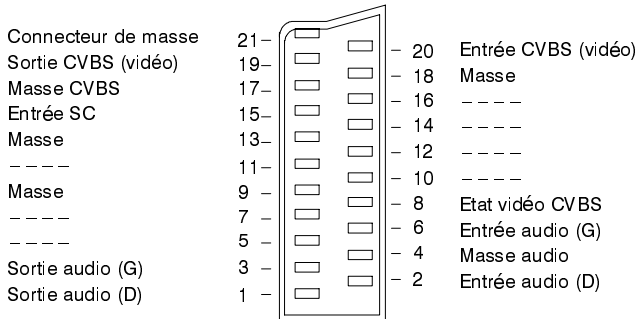 Connecteur de masse 21–
Sortie CVBS (vidéo) 19–
Masse CVBS 17–
Entrée SC 15–
Masse 13–
– – – – 11–
Masse 9 –
– – – – 7 –
– – – – 5 –
Sortie audio (G) 3 –
Sortie audio (D) 1 –
– 20 Entrée CVBS (vidéo)
– 18 Masse
– 16 – – – –
– 14 – – – –
– 12 – – – –
– 10 – – – –
– 8 Etat vidéo CVBS
– 6 Entrée audio (G)
– 4 Masse audio
– 2 Entrée audio (D)